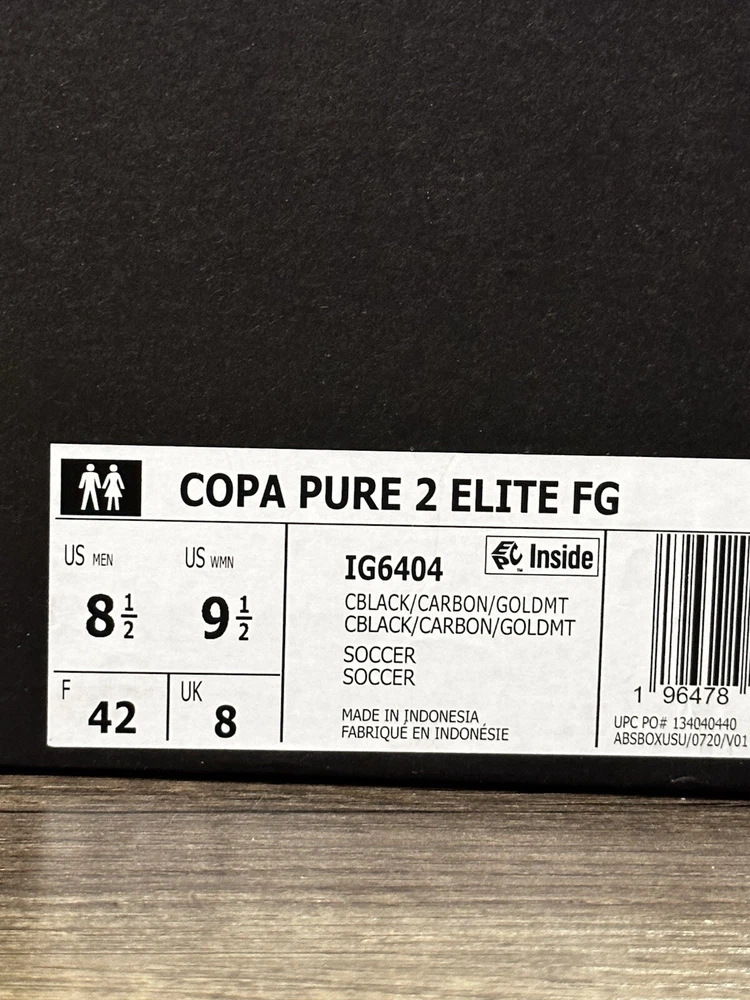 COPA PURE 2 ELITE FG
US MEN
8 1/2
US WMN
9 1/2
F
42
UK
8
IG6404
EPC™ Inside
CBLACK/CARBON/GOLDMT
CBLACK/CARBON/GOLDMT
SOCCER
SOCCER
MADE IN INDONESIA
FABRIQUÉ EN INDONÉSIE
1 96478
UPC PO# 134040440
ABSBOXUSU/0720/V01